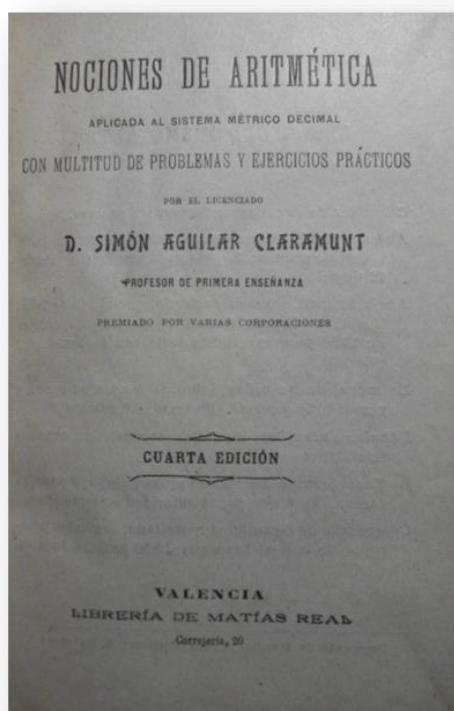 NOCIONES DE ARITMÉTICA
APLICADA AL SISTEMA MÉTRICO DECIMAL
CON MULTITUD DE PROBLEMAS Y EJERCICIOS PRÁCTICOS
POR EL LICENCIADO
D. SIMÓN AGUILAR CLARAMUNT
PROFESOR DE PRIMERA ENSEÑANZA
PREMIADO POR VARIAS CORPORACIONES
CUARTA EDICIÓN
VALENCIA
LIBRERÍA DE MATÍAS REAL
Correjería, 20